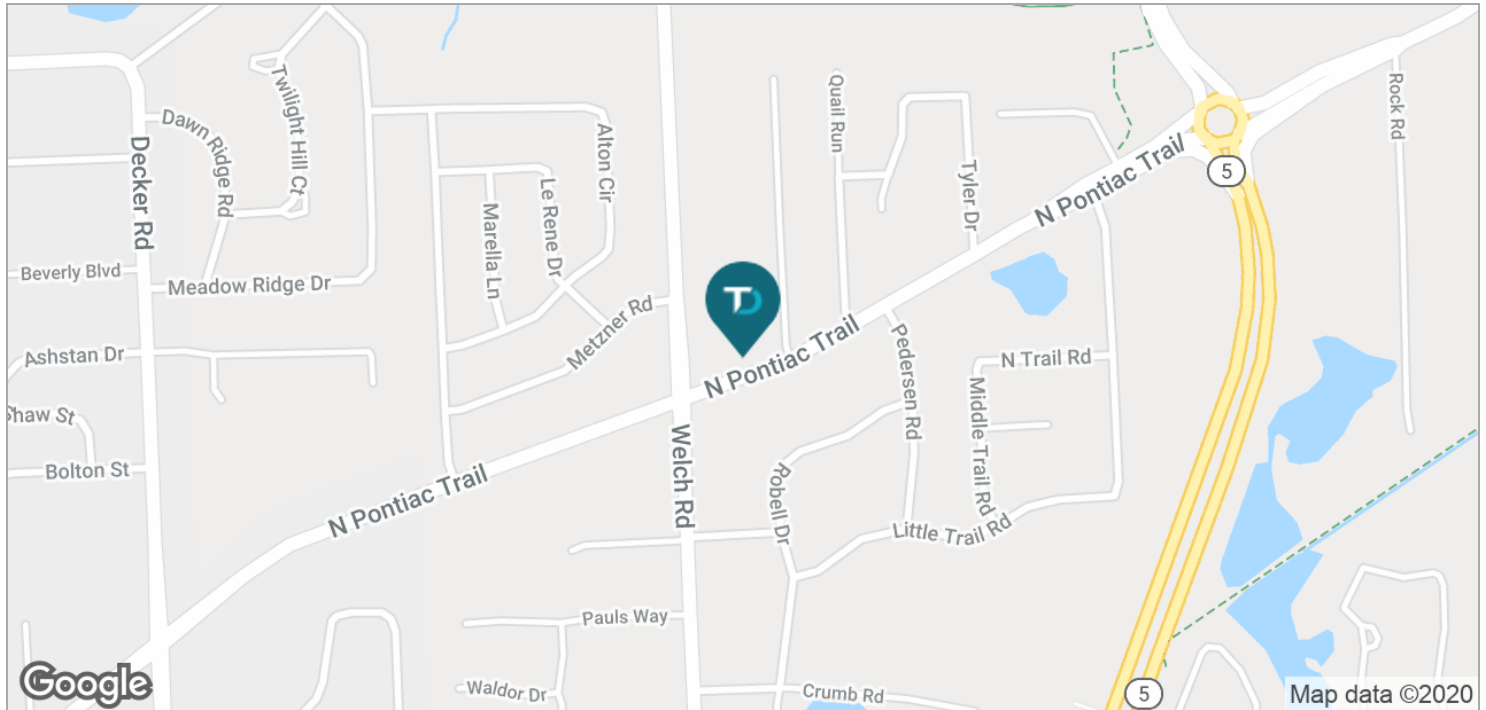 Twilight Hill Ct
Dawn Ridge Rd
Decker Rd
Beverly Blvd
Meadow Ridge Dr
Ashstan Dr
Shaw St
Bolton St
Alton Cir
Le Rene Dr
Marella Ln
Metzner Rd
Welch Rd
Quail Run
Tyler Dr
Rock Rd
5
N Pontiac Trail
TD
N Pontiac Trail
N Pontiac Trail
Pedersen Rd
N Trail Rd
Middle Trail Rd
Robell Dr
Little Trail Rd
Pauls Way
Waldor Dr
Crumb Rd
5
Google
Map data ©2020